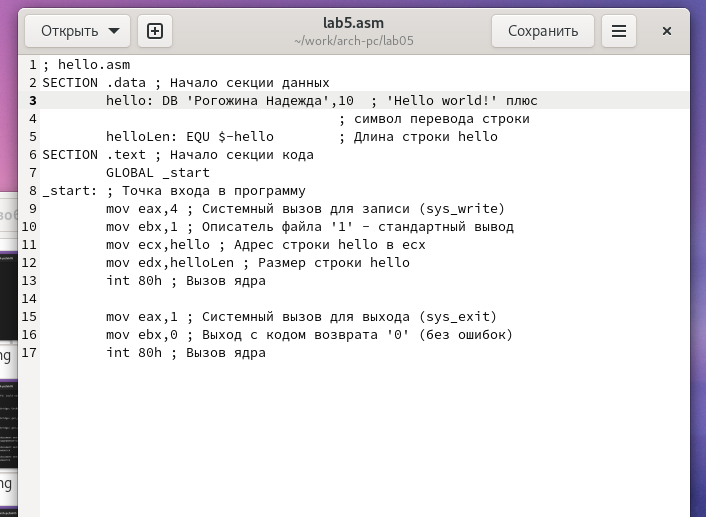 Открыть
lab5.asm
~/work/arch-pc/lab05
Сохранить
1 ; hello.asm
2 SECTION .data ; Начало секции данных
3 hello: DB 'Рогожина Надежда',10 ; 'Hello world!' плюс
4 ; символ перевода строки
5 helloLen: EQU $-hello ; Длина строки hello
6 SECTION .text ; Начало секции кода
7 GLOBAL _start
8 _start: ; Точка входа в программу
9 mov eax,4 ; Системный вызов для записи (sys_write)
10 mov ebx,1 ; Описатель файла '1' - стандартный вывод
11 mov ecx,hello ; Адрес строки hello в ecx
12 mov edx,helloLen ; Размер строки hello
13 int 80h ; Вызов ядра
14
15 mov eax,1 ; Системный вызов для выхода (sys_exit)
16 mov ebx,0 ; Выход с кодом возврата '0' (без ошибок)
17 int 80h ; Вызов ядра
ng
ng